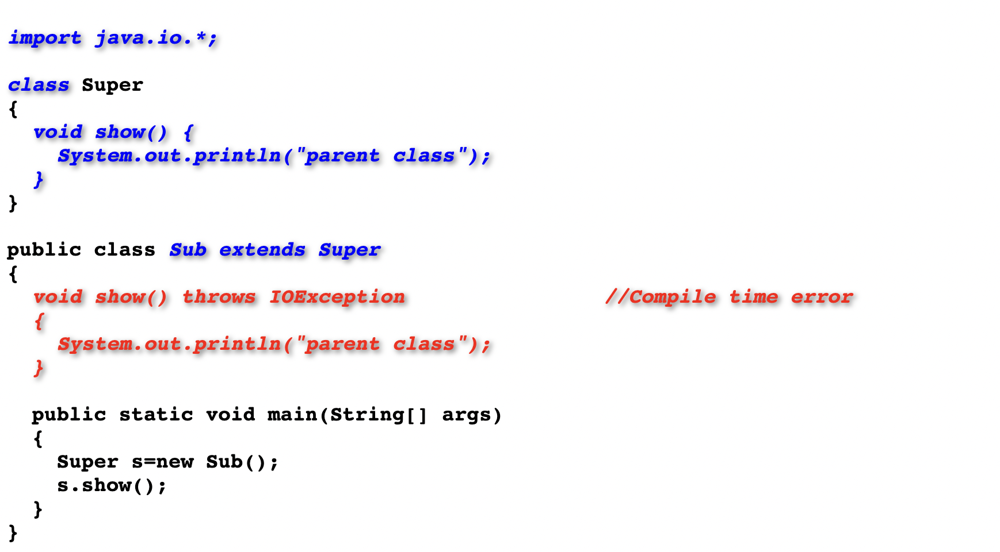 import java.io.*;
class Super
{
void show() {
System.out.println("parent class");
}
}
public class Sub extends Super
{
void show() throws IOException //Compile time error
{
System.out.println("parent class");
}
public static void main(String[] args)
{
Super s=new Sub();
s.show();
}
}